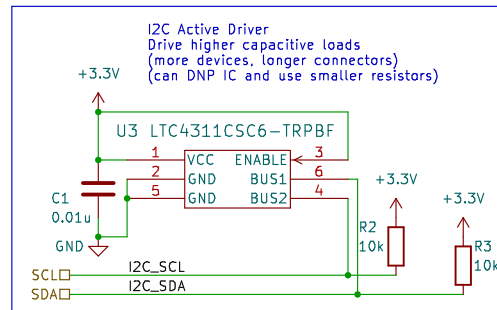 I2C Active Driver
Drive higher capacitive loads
(more devices, longer connectors)
(can DNP IC and use smaller resistors)
+3.3V
U3 LTC4311CSC6-TRPBF
1 VCC ENABLE 3
2 GND BUS1 6
5 GND BUS2 4
C1
0.01u
GND
+3.3V
R2
10k
+3.3V
R3
10k
SCL I2C_SCL
SDA I2C_SDA